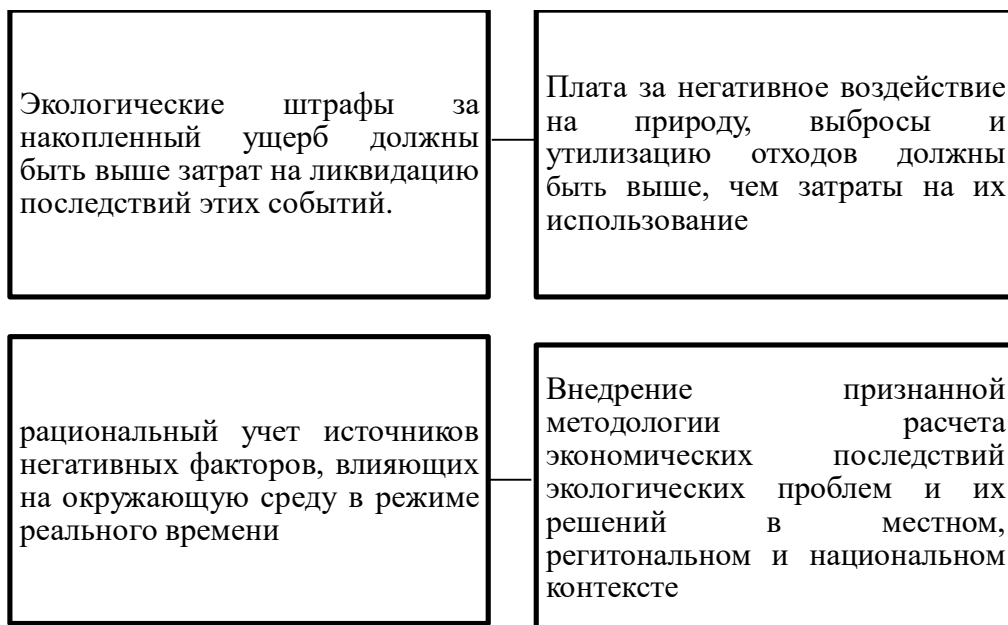 Экологические штрафы за
накопленный ущерб должны
быть выше затрат на ликвидацию
последствий этих событий.
Плата за негативное воздействие
на природу, выбросы и
утилизацию отходов должны
быть выше, чем затраты на их
использование
рациональный учет источников
негативных факторов, влияющих
на окружающую среду в режиме
реального времени
Внедрение признанной
методологии расчета
экономических последствий
экологических проблем и их
решений в местном,
регитональном и национальном
контексте